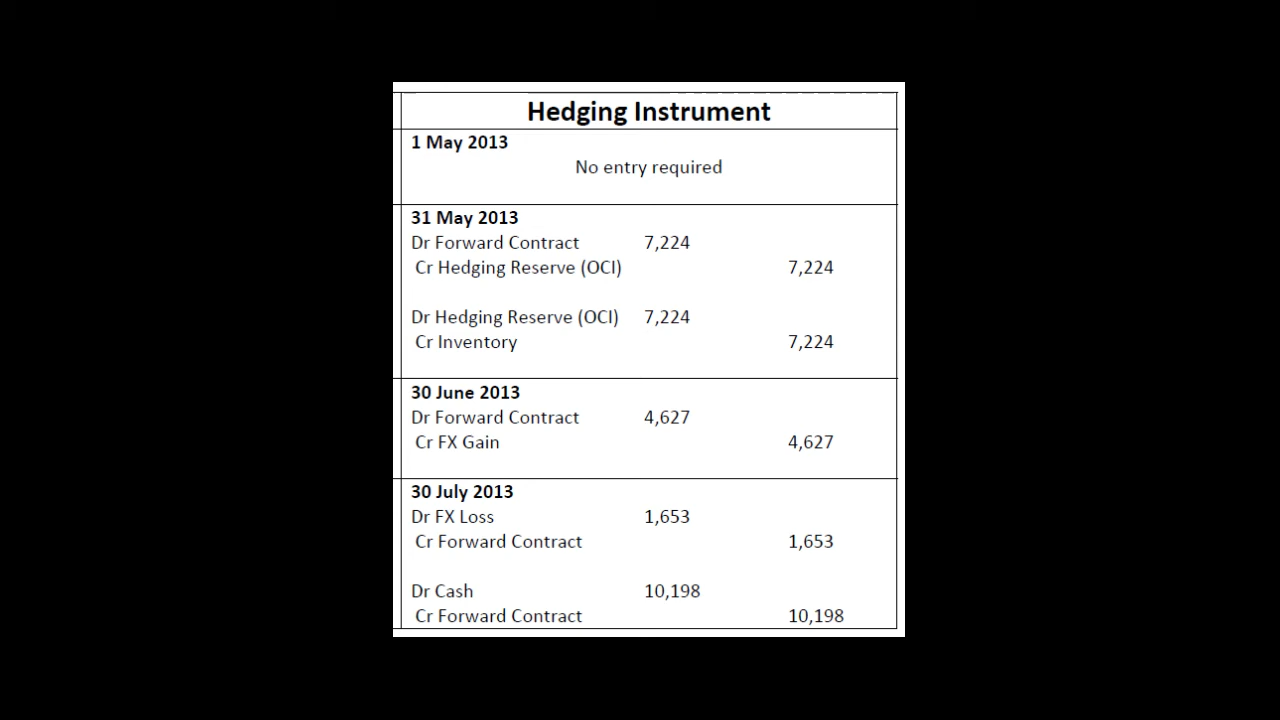 Hedging Instrument
1 May 2013
No entry required
31 May 2013
Dr Forward Contract 7,224
Cr Hedging Reserve (OCI) 7,224
Dr Hedging Reserve (OCI) 7,224
Cr Inventory 7,224
30 June 2013
Dr Forward Contract 4,627
Cr FX Gain 4,627
30 July 2013
Dr FX Loss 1,653
Cr Forward Contract 1,653
Dr Cash 10,198
Cr Forward Contract 10,198